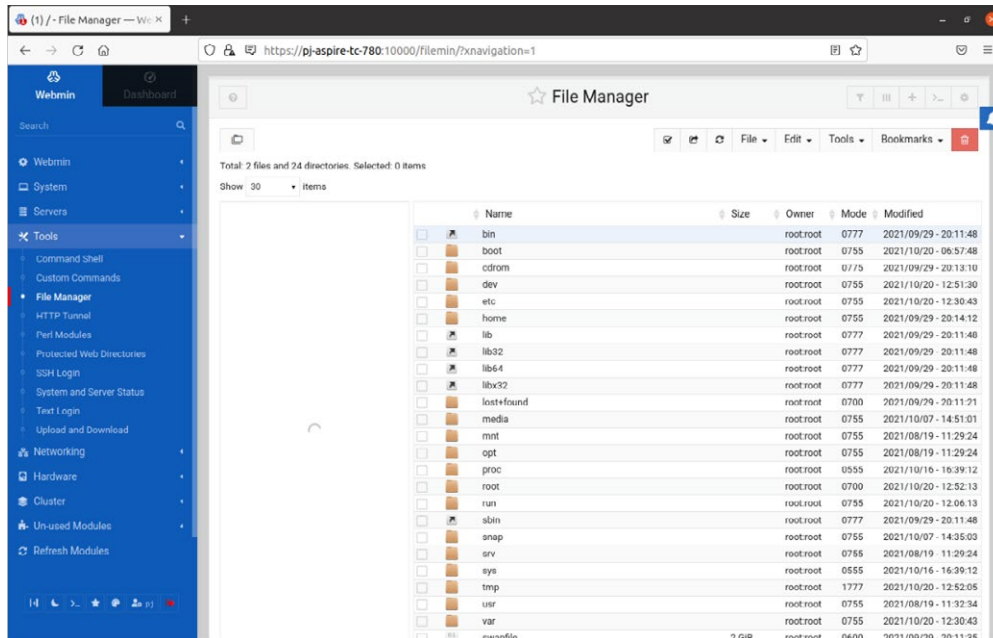 (1) / - File Manager — We
https://pj-aspire-tc-780:10000/filemin/?xnavigation=1
Webmin
Dashboard
Search
Webmin
System
Servers
Tools
Command Shell
Custom Commands
File Manager
HTTP Tunnel
Perl Modules
Protected Web Directories
SSH Login
System and Server Status
Text Login
Upload and Download
Networking
Hardware
Cluster
Un-used Modules
Refresh Modules
pj
File Manager
File Edit Tools Bookmarks
Total: 2 files and 24 directories. Selected: 0 items
Show 30 items
Name Size Owner Mode Modified
bin root:root 0777 2021/09/29 - 20:11:48
boot root:root 0755 2021/10/20 - 06:57:48
cdrom root:root 0775 2021/09/29 - 20:13:10
dev root:root 0755 2021/10/20 - 12:51:30
etc root:root 0755 2021/10/20 - 12:30:43
home root:root 0755 2021/09/29 - 20:14:12
lib root:root 0777 2021/09/29 - 20:11:48
lib32 root:root 0777 2021/09/29 - 20:11:48
lib64 root:root 0777 2021/09/29 - 20:11:48
libx32 root:root 0777 2021/09/29 - 20:11:48
lost+found root:root 0700 2021/09/29 - 20:11:21
media root:root 0755 2021/10/07 - 14:51:01
mnt root:root 0755 2021/08/19 - 11:29:24
opt root:root 0755 2021/08/19 - 11:29:24
proc root:root 0555 2021/10/16 - 16:39:12
root root:root 0700 2021/10/20 - 12:52:13
run root:root 0755 2021/10/20 - 12:06:13
sbin root:root 0777 2021/09/29 - 20:11:48
snap root:root 0755 2021/10/07 - 14:35:03
srv root:root 0755 2021/08/19 - 11:29:24
sys root:root 0555 2021/10/16 - 16:39:12
tmp root:root 1777 2021/10/20 - 12:52:05
usr root:root 0755 2021/08/19 - 11:32:34
var root:root 0755 2021/10/20 - 12:30:43
swapfile 2 GiB root:root 0600 2021/09/29 - 20:11:35